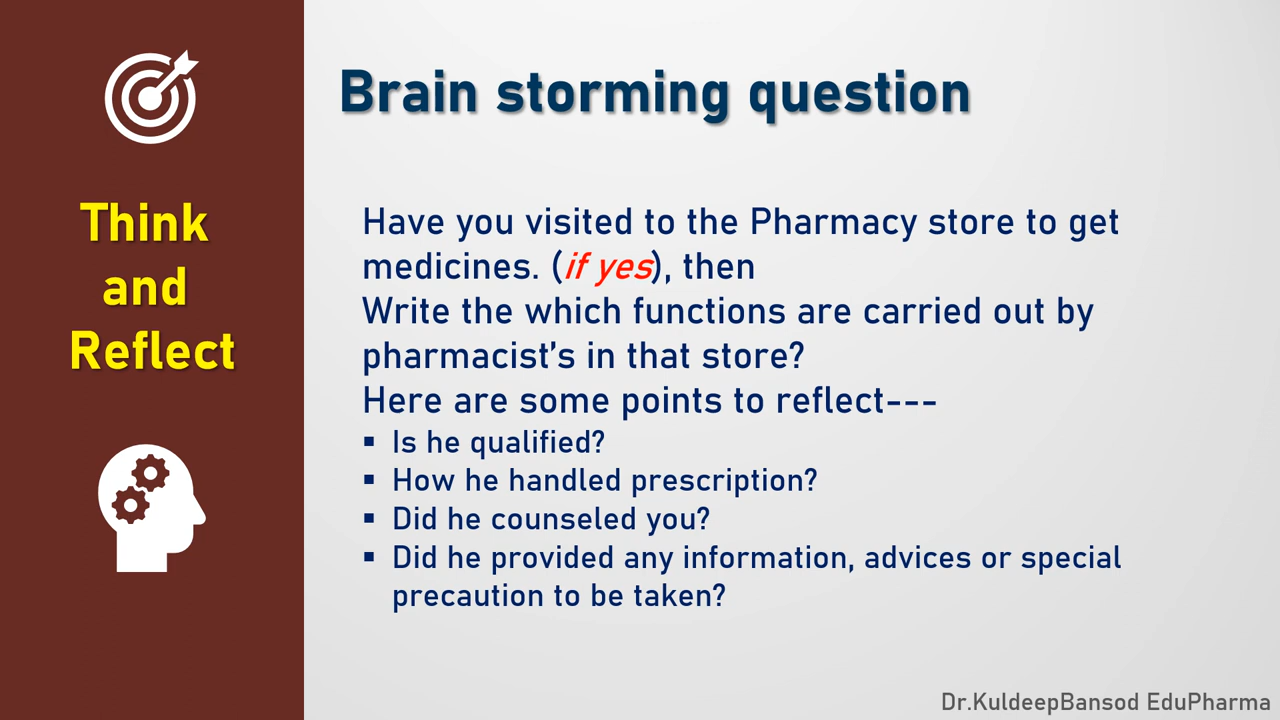 Think
and
Reflect
Brain storming question
Have you visited to the Pharmacy store to get
medicines. (if yes), then
Write the which functions are carried out by
pharmacist's in that store?
Here are some points to reflect---
▪ Is he qualified?
▪ How he handled prescription?
▪ Did he counseled you?
▪ Did he provided any information, advices or special
precaution to be taken?
Dr.KuldeepBansod EduPharma